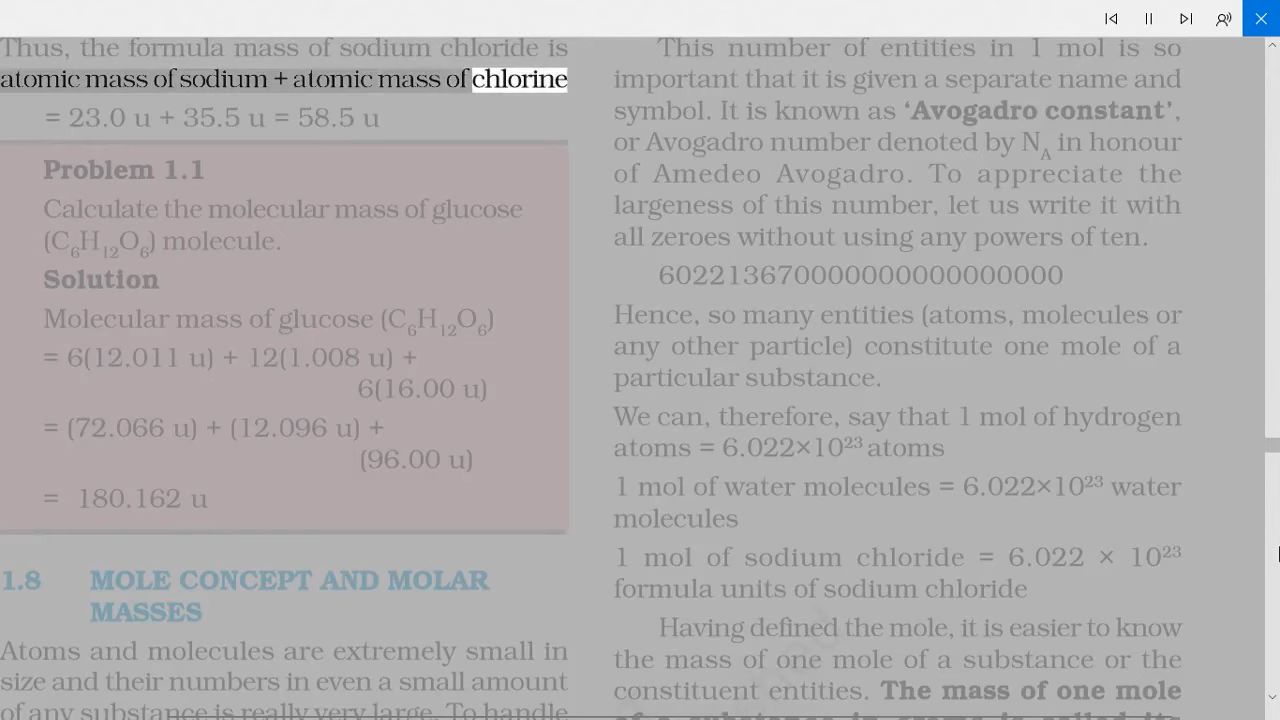 Thus, the formula mass of sodium chloride is
atomic mass of sodium + atomic mass of chlorine
= 23.0 u + 35.5 u = 58.5 u
Problem 1.1
Calculate the molecular mass of glucose
(C₆H₁₂O₆) molecule.
Solution
Molecular mass of glucose (C₆H₁₂O₆)
= 6(12.011 u) + 12(1.008 u) +
6(16.00 u)
= (72.066 u) + (12.096 u) +
(96.00 u)
= 180.162 u
1.8 MOLE CONCEPT AND MOLAR
MASSES
Atoms and molecules are extremely small in
size and their numbers in even a small amount
of any substance is really very large. To handle
This number of entities in 1 mol is so
important that it is given a separate name and
symbol. It is known as ‘Avogadro constant’,
or Avogadro number denoted by N_A in honour
of Amedeo Avogadro. To appreciate the
largeness of this number, let us write it with
all zeroes without using any powers of ten.
602213670000000000000000
Hence, so many entities (atoms, molecules or
any other particle) constitute one mole of a
particular substance.
We can, therefore, say that 1 mol of hydrogen
atoms = 6.022×10²³ atoms
1 mol of water molecules = 6.022×10²³ water
molecules
1 mol of sodium chloride = 6.022 × 10²³
formula units of sodium chloride
Having defined the mole, it is easier to know
the mass of one mole of a substance or the
constituent entities. The mass of one mole